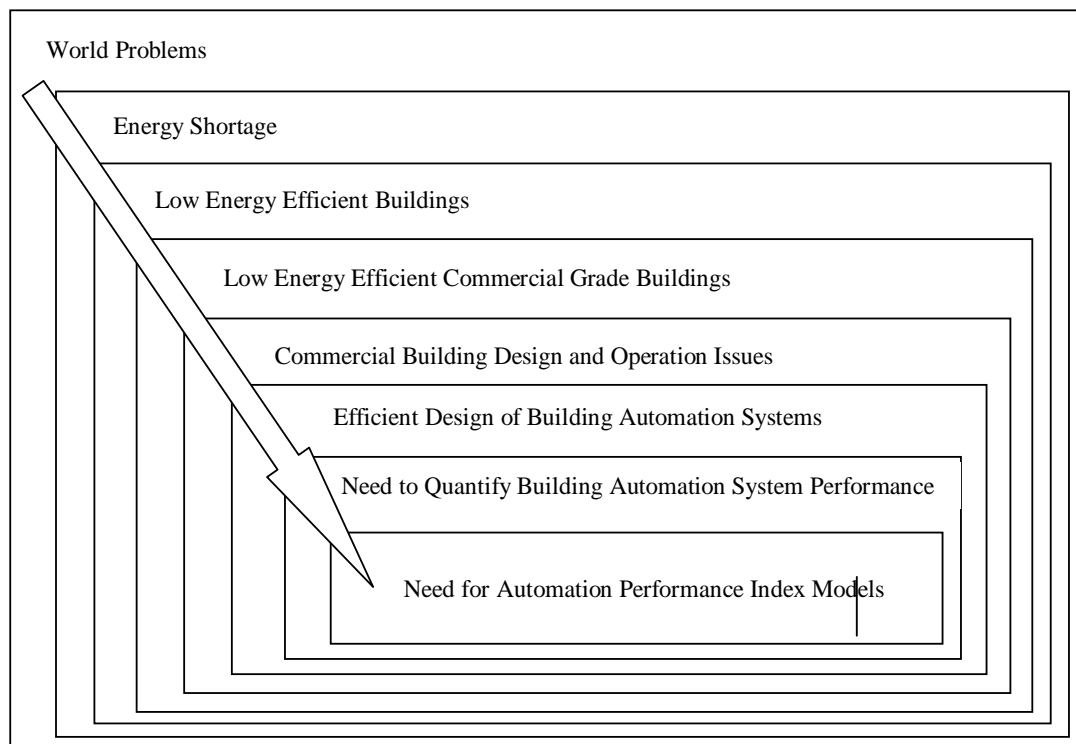 World Problems
Energy Shortage
Low Energy Efficient Buildings
Low Energy Efficient Commercial Grade Buildings
Commercial Building Design and Operation Issues
Efficient Design of Building Automation Systems
Need to Quantify Building Automation System Performance
Need for Automation Performance Index Models